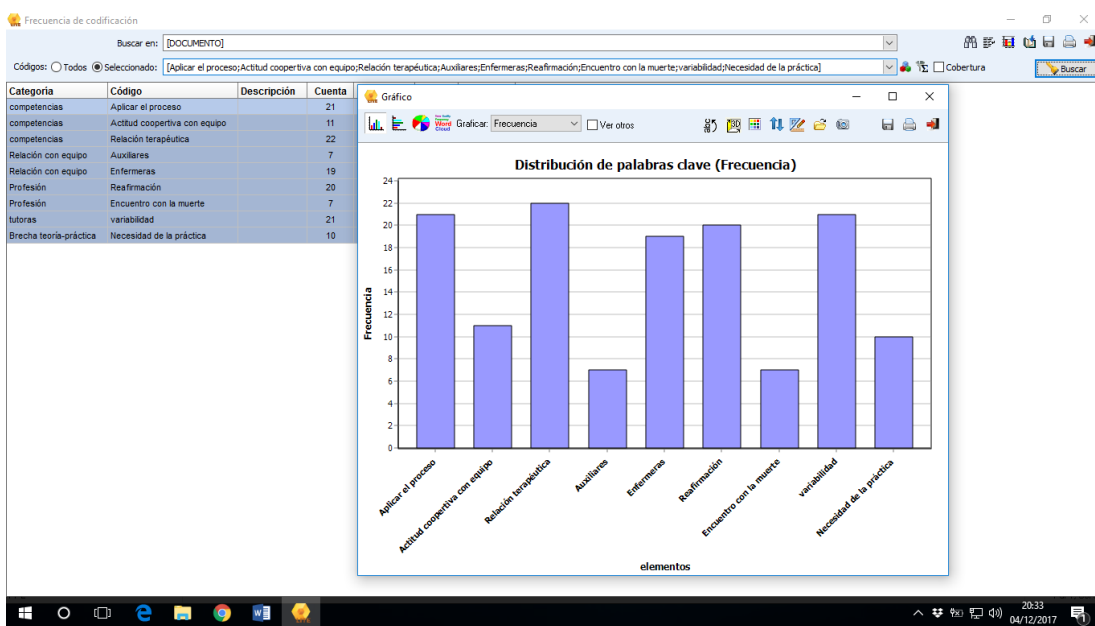 Frecuencia de codificación
Buscar en: [DOCUMENTO]
Códigos: Todos Seleccionado: [Aplicar el proceso;Actitud coopertiva con equipo;Relación terapéutica;Auxiliares;Enfermeras;Reafirmación;Encuentro con la muerte;variabilidad;Necesidad de la práctica] Cobertura Buscar
Categoria Código Descripción Cuenta
competencias Aplicar el proceso 21
competencias Actitud coopertiva con equipo 11
competencias Relación terapéutica 22
Relación con equipo Auxiliares 7
Relación con equipo Enfermeras 19
Profesión Reafirmación 20
Profesión Encuentro con la muerte 7
tutoras variabilidad 21
Brecha teoría-práctica Necesidad de la práctica 10
Gráfico
Word Cloud Graficar: Frecuencia Ver otros
Distribución de palabras clave (Frecuencia)
24
22
20
18
16
14
12
10
8
6
4
2
0
Frecuencia
Aplicar el proceso
Actitud coopertiva con equipo
Relación terapéutica
Auxiliares
Enfermeras
Reafirmación
Encuentro con la muerte
variabilidad
Necesidad de la práctica
elementos
20:33
04/12/2017